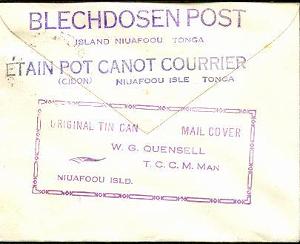 BLECHDOSEN POST
ISLAND NIUAFOOU TONGA
ÉTAIN POT CANOT COURRIER
(CIDON) NIUAFOOU ISLE TONGA
ORIGINAL TIN CAN MAIL COVER
W. G. QUENSELL
T. C. C. M. MAN
NIUAFOOU ISLD.